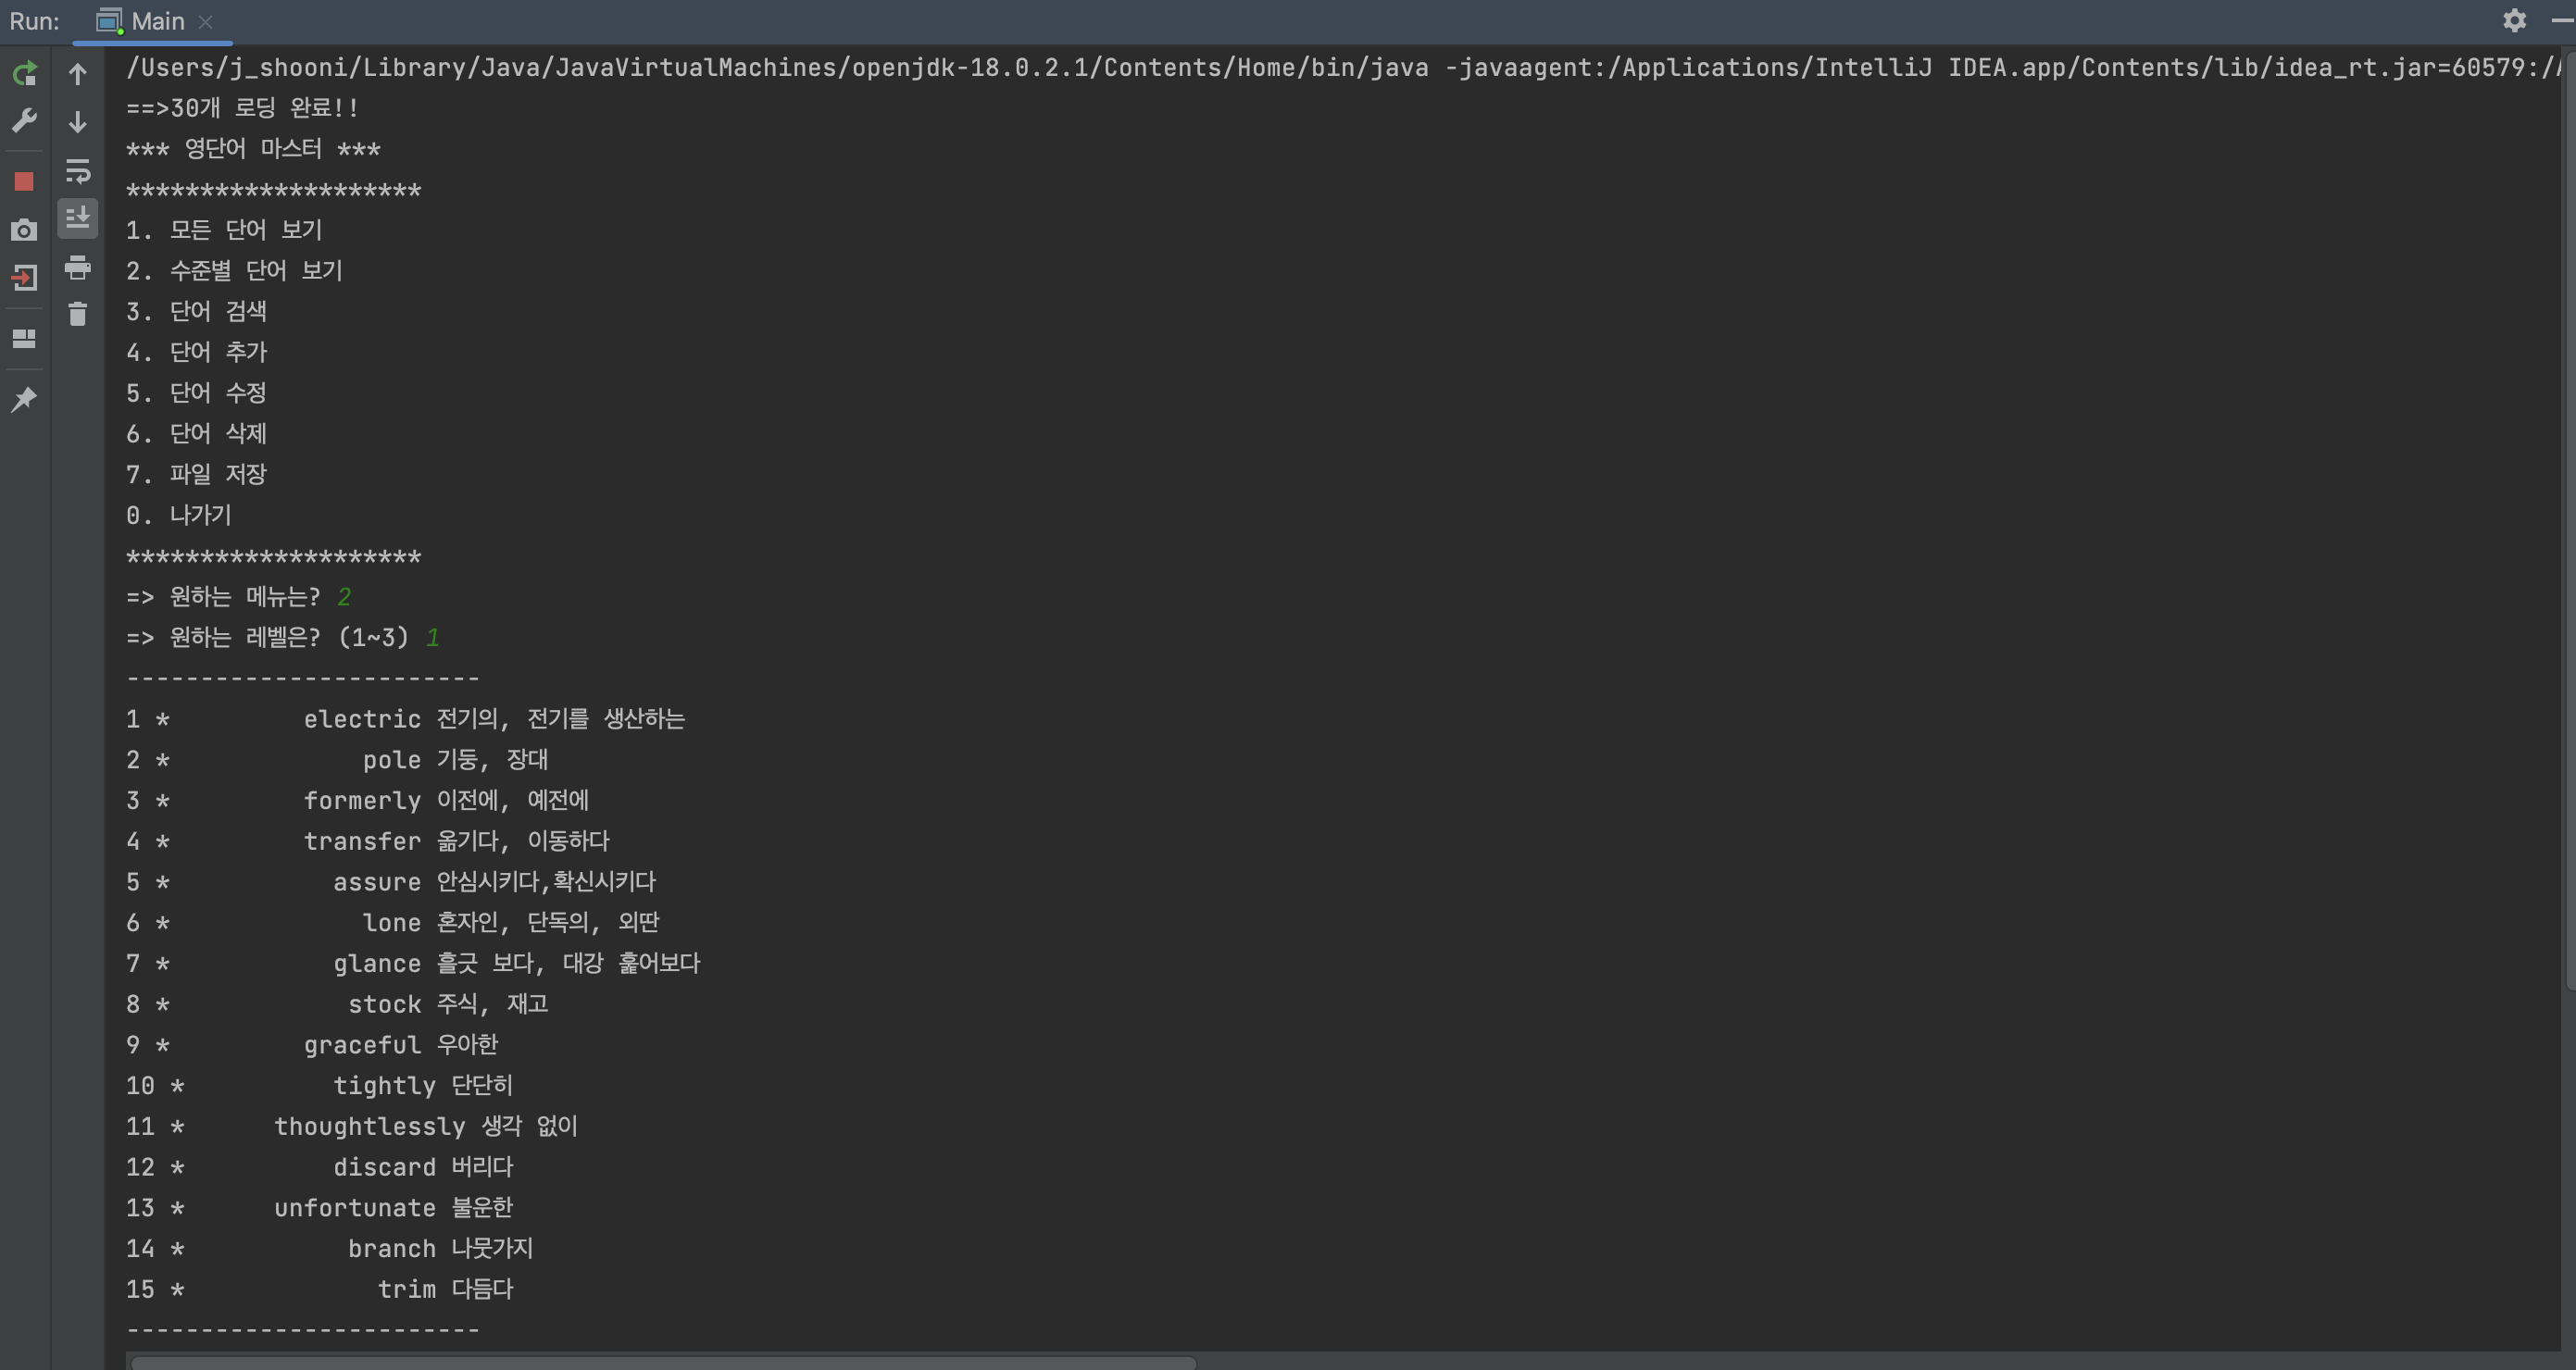 Run: Main
/Users/j_shooni/Library/Java/JavaVirtualMachines/openjdk-18.0.2.1/Contents/Home/bin/java -javaagent:/Applications/IntelliJ IDEA.app/Contents/lib/idea_rt.jar=60579:/
==>30개 로딩 완료!!
*** 영단어 마스터 ***
********************
1. 모든 단어 보기
2. 수준별 단어 보기
3. 단어 검색
4. 단어 추가
5. 단어 수정
6. 단어 삭제
7. 파일 저장
0. 나가기
********************
=> 원하는 메뉴는? 2
=> 원하는 레벨은? (1~3) 1
------------------------
1 *         electric 전기의, 전기를 생산하는
2 *             pole 기둥, 장대
3 *         formerly 이전에, 예전에
4 *         transfer 옮기다, 이동하다
5 *           assure 안심시키다,확신시키다
6 *             lone 혼자인, 단독의, 외딴
7 *           glance 흘긋 보다, 대강 훑어보다
8 *            stock 주식, 재고
9 *         graceful 우아한
10 *          tightly 단단히
11 *      thoughtlessly 생각 없이
12 *          discard 버리다
13 *      unfortunate 불운한
14 *           branch 나뭇가지
15 *             trim 다듬다
------------------------